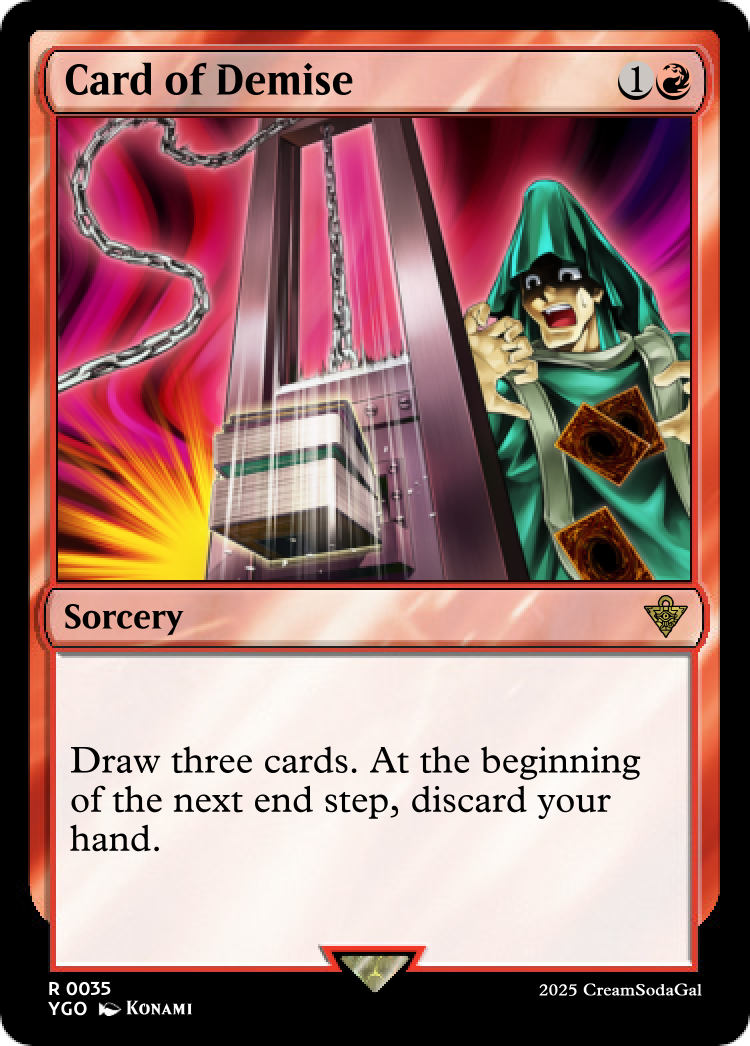 Card of Demise 1
Sorcery
Draw three cards. At the beginning
of the next end step, discard your
hand.
R 0035
YGO KONAMI
2025 CreamSodaGal